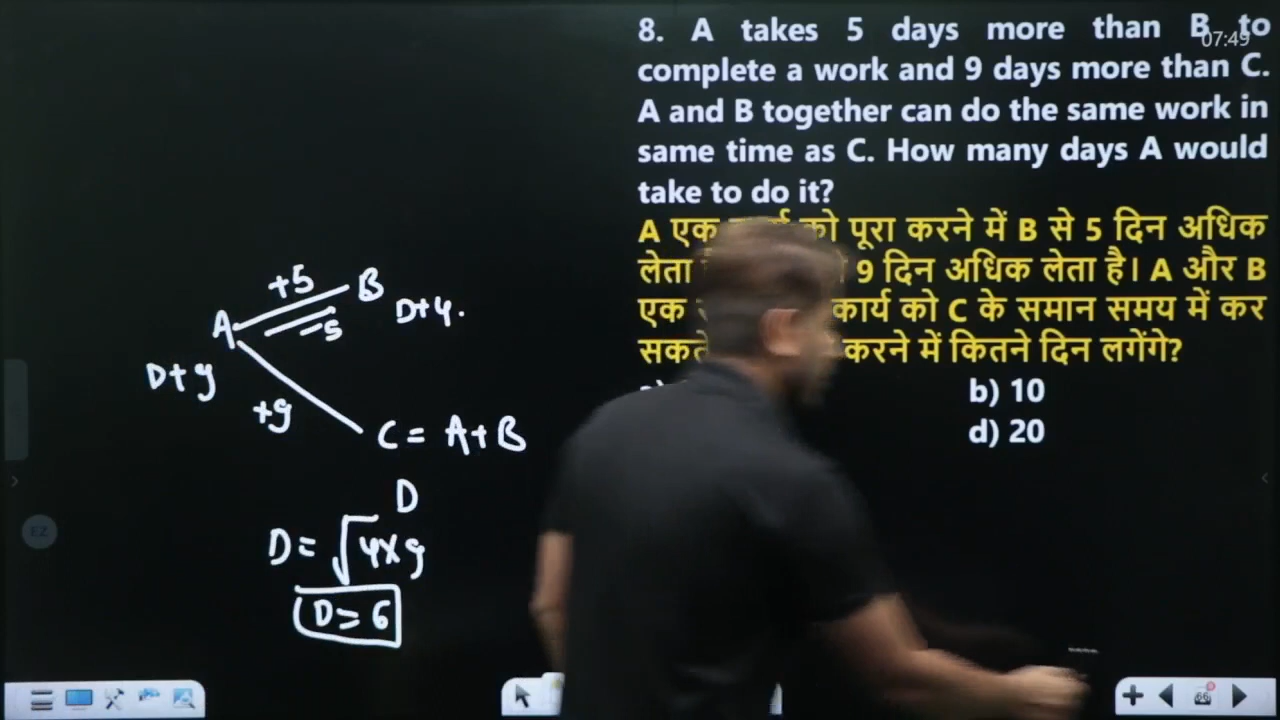 8. A takes 5 days more than B to
07:49
complete a work and 9 days more than C.
A and B together can do the same work in
same time as C. How many days A would
take to do it?
A एक को पूरा करने में B से 5 दिन अधिक
लेता 9 दिन अधिक लेता है। A और B
एक कार्य को C के समान समय में कर
करने में कितने दिन लगेंगे?
b) 10
d) 20
+5
B
D+4.
A
5
D+9
+9
C = A+B
D
D = √4×9
D = 6
EZ
66